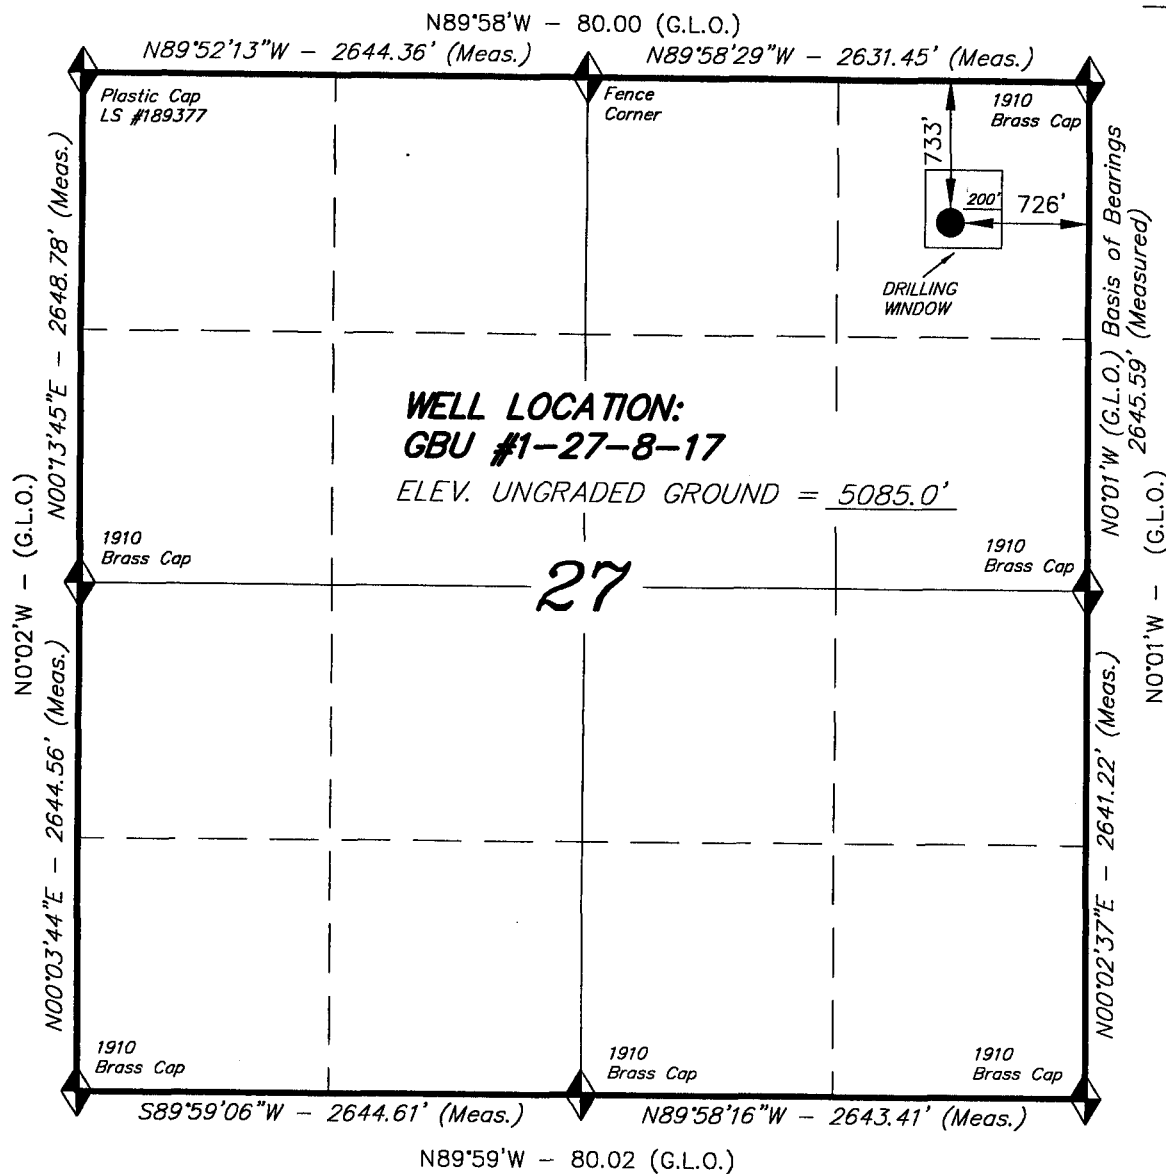 N89°58'W - 80.00 (G.L.O.)
N89°52'13"W - 2644.36' (Meas.)
N89°58'29"W - 2631.45' (Meas.)
Plastic Cap
LS #189377
Fence
Corner
1910
Brass Cap
733'
200'
726'
DRILLING
WINDOW
N00°13'45"E - 2648.78' (Meas.)
N0°01'W (G.L.O.) Basis of Bearings
2645.59' (Measured)
WELL LOCATION:
GBU #1-27-8-17
ELEV. UNGRADED GROUND = 5085.0'
N0°02'W - (G.L.O.)
N0°01'W - (G.L.O.)
1910
Brass Cap
1910
Brass Cap
27
N00°03'44"E - 2644.56' (Meas.)
N00°02'37"E - 2641.22' (Meas.)
1910
Brass Cap
1910
Brass Cap
1910
Brass Cap
S89°59'06"W - 2644.61' (Meas.)
N89°58'16"W - 2643.41' (Meas.)
N89°59'W - 80.02 (G.L.O.)